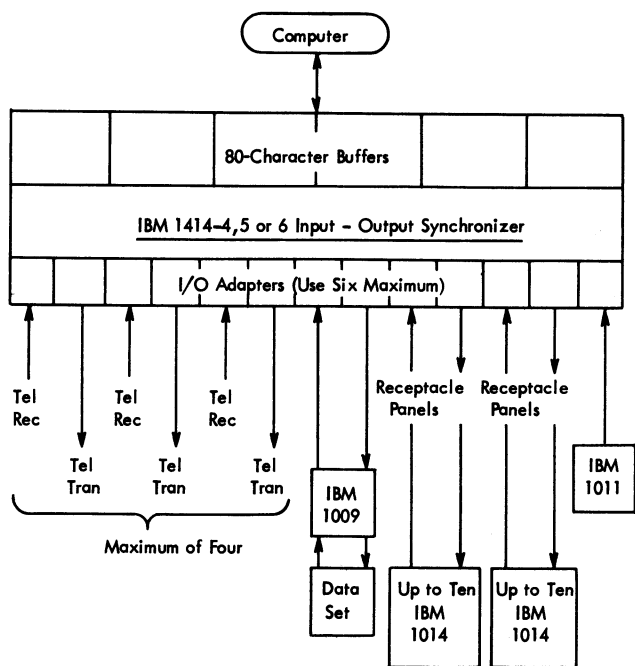 Computer
80-Character Buffers
IBM 1414-4,5 or 6 Input - Output Synchronizer
I/O Adapters (Use Six Maximum)
Tel
Rec
Tel
Rec
Tel
Rec
Receptacle
Panels
Receptacle
Panels
Tel
Tran
Tel
Tran
Tel
Tran
IBM
1009
IBM
1011
Maximum of Four
Data
Set
Up to Ten
IBM
1014
Up to Ten
IBM
1014